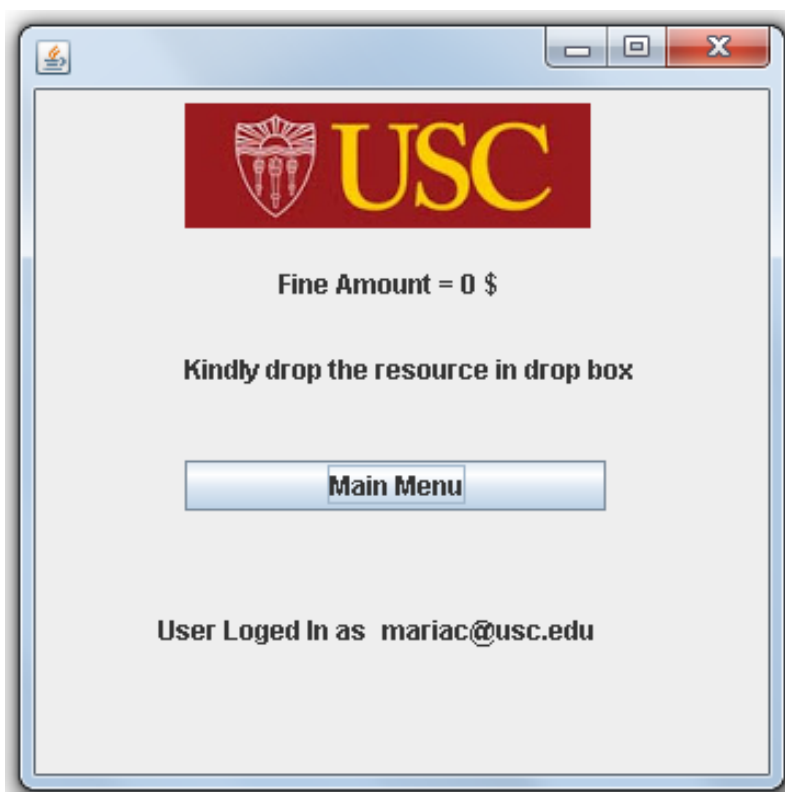 USC
Fine Amount = 0 $
Kindly drop the resource in drop box
Main Menu
User Loged In as  mariac@usc.edu